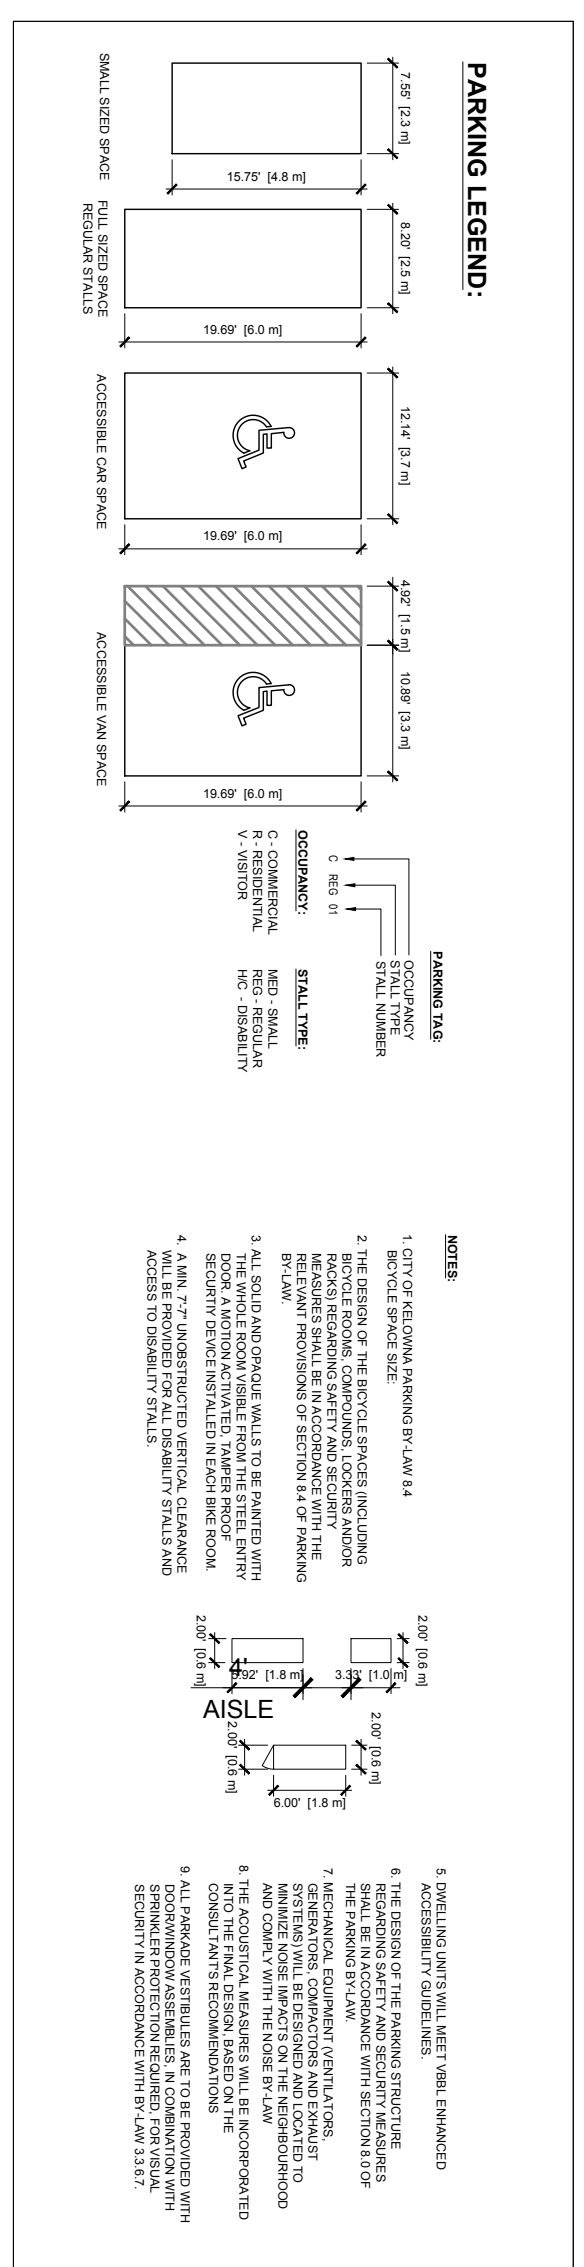 PARKING LEGEND:
7.55' [2.3 m]
15.75' [4.8 m]
SMALL SIZED SPACE
8.20' [2.5 m]
19.69' [6.0 m]
FULL SIZED SPACE
REGULAR STALLS
12.14' [3.7 m]
19.69' [6.0 m]
ACCESSIBLE CAR SPACE
4.92' [1.5 m]
10.89' [3.3 m]
19.69' [6.0 m]
ACCESSIBLE VAN SPACE
PARKING TAG:
OCCUPANCY
STALL TYPE
STALL NUMBER
C REG 01
OCCUPANCY:
C - COMMERCIAL
R - RESIDENTIAL
V - VISITOR
STALL TYPE:
MED - SMALL
REG - REGULAR
H/C - DISABILITY
NOTES:
1. CITY OF KELOWNA PARKING BY-LAW 8.4
BICYCLE SPACE SIZE:
2. THE DESIGN OF THE BICYCLE SPACES (INCLUDING
BICYCLE ROOMS, COMPOUNDS, LOCKERS AND/OR
RACKS) REGARDING SAFETY AND SECURITY
MEASURES SHALL BE IN ACCORDANCE WITH THE
RELEVANT PROVISIONS OF SECTION 8.4 OF PARKING
BY-LAW.
3. ALL SOLID AND OPAQUE WALLS TO BE PAINTED WITH
THE WHOLE ROOM VISIBLE FROM THE STEEL ENTRY
DOOR. A MOTION ACTIVATED, TAMPER PROOF
SECURTIY DEVICE INSTALLED IN EACH BIKE ROOM.
4. A MIN. 7'-7" UNOBSTRUCTED VERTICAL CLEARANCE
WILL BE PROVIDED FOR ALL DISABILITY STALLS AND
ACCESS TO DISABILITY STALLS.
2.00' [0.6 m]
3.33' [1.0 m]
2.00' [0.6 m]
5.92' [1.8 m]
4'
AISLE
2.00' [0.6 m]
2.00' [0.6 m]
6.00' [1.8 m]
5. DWELLING UNITS WILL MEET VBBL ENHANCED
ACCESSIBILITY GUIDELINES.
6. THE DESIGN OF THE PARKING STRUCTURE
REGARDING SAFETY AND SECURITY MEASURES
SHALL BE IN ACCORDANCE WITH SECTION 8.0 OF
THE PARKING BY-LAW.
7. MECHANICAL EQUIPMENT (VENTILATORS,
GENERATORS, COMPACTORS AND EXHAUST
SYSTEMS) WILL BE DESIGNED AND LOCATED TO
MINIMIZE NOISE IMPACTS ON THE NEIGHBOURHOOD
AND COMPLY WITH THE NOISE BY-LAW
8. THE ACOUSTICAL MEASURES WILL BE INCORPORATED
INTO THE FINAL DESIGN, BASED ON THE
CONSULTANT'S RECOMMENDATIONS
9. ALL PARKADE VESTIBULES ARE TO BE PROVIDED WITH
DOOR/WINDOW ASSEMBLIES, IN COMBINATION WITH
SPRINKLER PROTECTION REQUIRED, FOR VISUAL
SECURITY IN ACCORDANCE WITH BY-LAW 3.3.6.7.